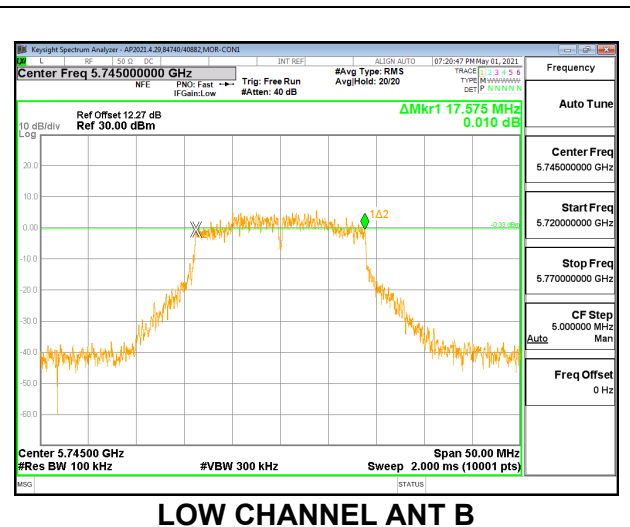 Keysight Spectrum Analyzer - AP2021.4.29,84740/40882,MOR-CON1
L RF 50 Ω DC INT REF ALIGN AUTO 07:20:47 PM May 01, 2021
Center Freq 5.745000000 GHz #Avg Type: RMS TRACE 1 2 3 4 5 6
NFE PNO: Fast Trig: Free Run Avg|Hold: 20/20 TYPE M W W W W W
IFGain:Low #Atten: 40 dB DET P N N N N N
ΔMkr1 17.575 MHz
Ref Offset 12.27 dB
10 dB/div Ref 30.00 dBm 0.010 dB
Log
20.0
10.0
1Δ2
0.00
-0.33 dBm
-10.0
-20.0
-30.0
-40.0
-50.0
-60.0
Center 5.74500 GHz Span 50.00 MHz
#Res BW 100 kHz #VBW 300 kHz Sweep 2.000 ms (10001 pts)
MSG STATUS
Frequency
Auto Tune
Center Freq
5.745000000 GHz
Start Freq
5.720000000 GHz
Stop Freq
5.770000000 GHz
CF Step
5.000000 MHz
Auto Man
Freq Offset
0 Hz
LOW CHANNEL ANT B